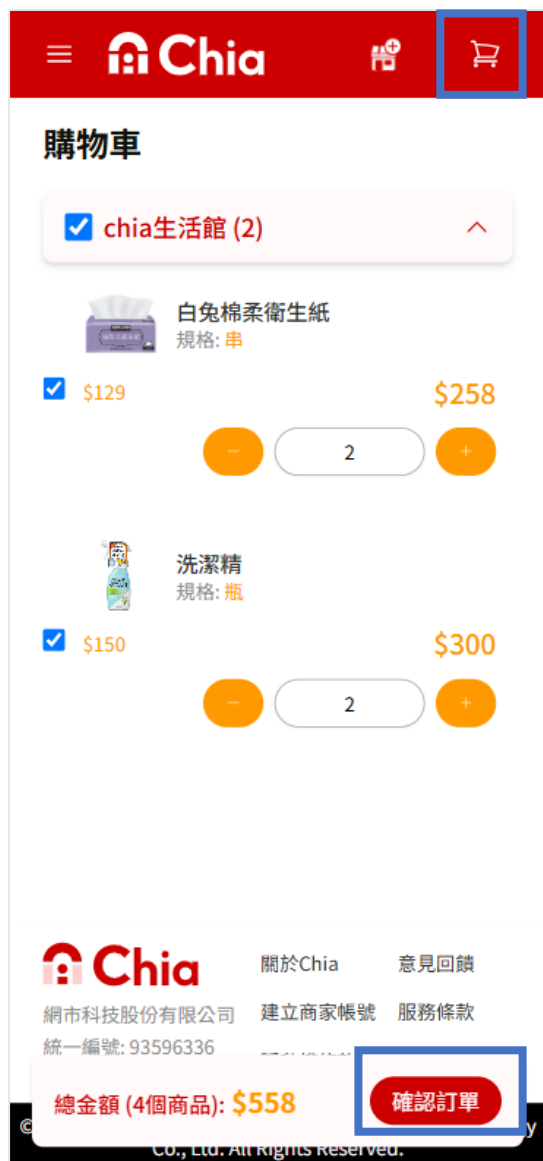 Chia
購物車
chia生活館 (2)
白兔棉柔衛生紙
規格: 串
$129
$258
2
洗潔精
規格: 瓶
$150
$300
2
Chia
關於Chia
意見回饋
網市科技股份有限公司
建立商家帳號
服務條款
統一編號: 93596336
總金額 (4個商品): $558
確認訂單
©
y
Co., Ltd. All Rights Reserved.